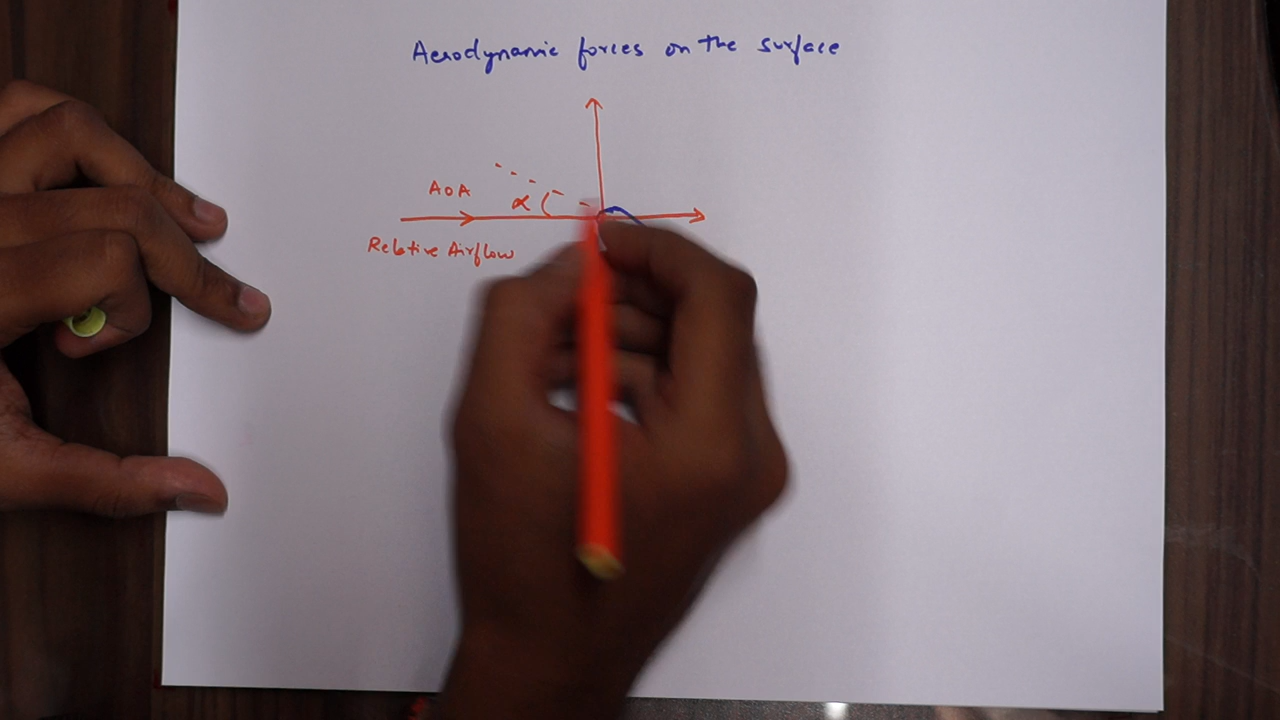 Aerodynamic forces on the surface
AOA
α
Relative Airflow